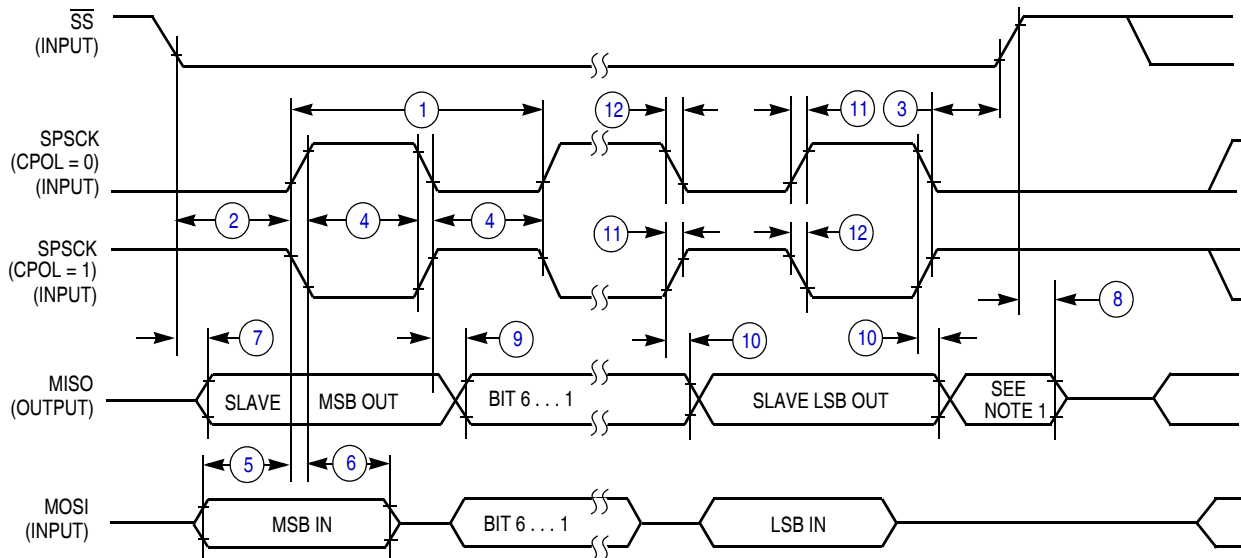 SS
(INPUT)
1
12
11
3
SPSCK
(CPOL = 0)
(INPUT)
2
4
4
11
12
SPSCK
(CPOL = 1)
(INPUT)
7
9
10
10
8
MISO
(OUTPUT)
SLAVE
MSB OUT
BIT 6 . . . 1
SLAVE LSB OUT
SEE
NOTE 1
5
6
MOSI
(INPUT)
MSB IN
BIT 6 . . . 1
LSB IN